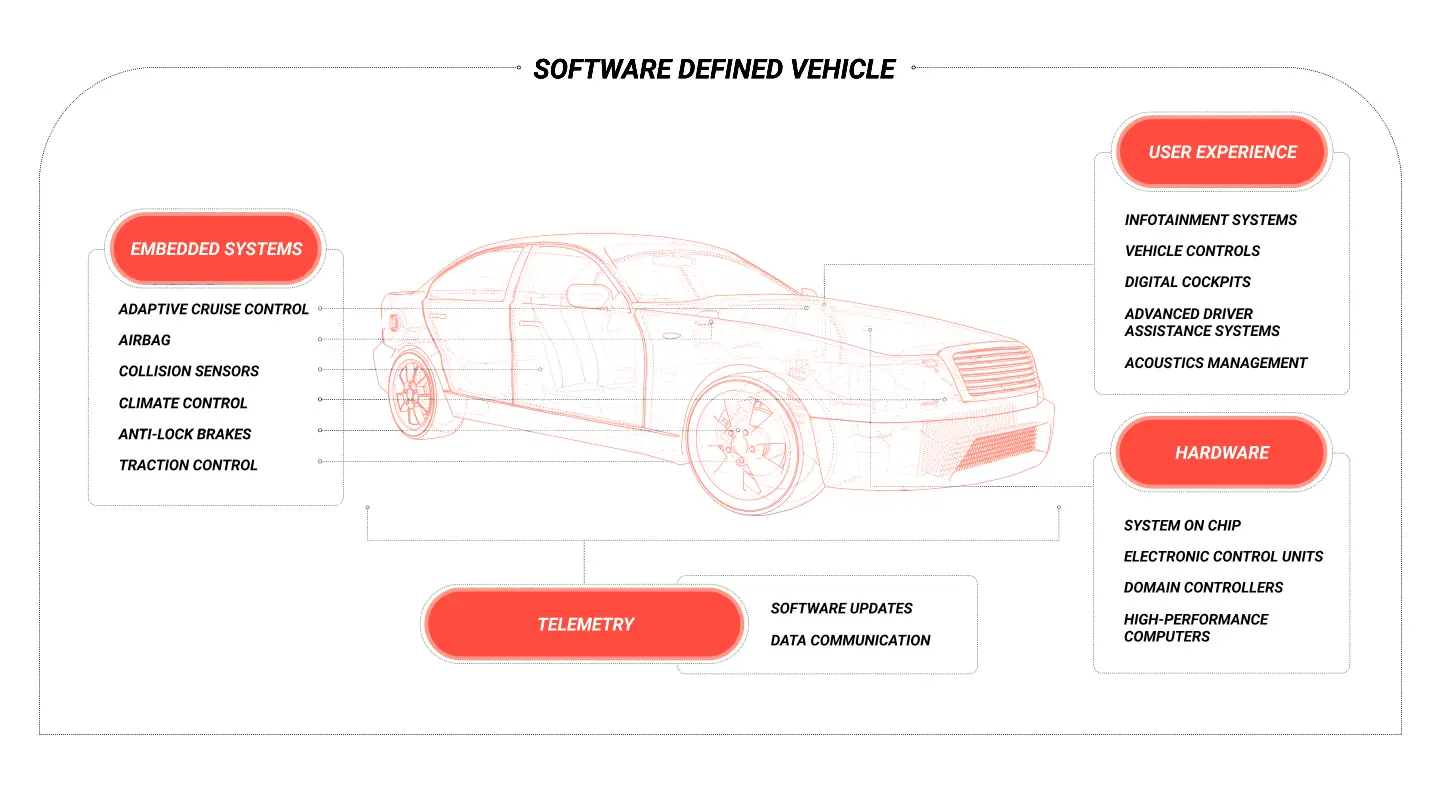 SOFTWARE DEFINED VEHICLE
EMBEDDED SYSTEMS
ADAPTIVE CRUISE CONTROL
AIRBAG
COLLISION SENSORS
CLIMATE CONTROL
ANTI-LOCK BRAKES
TRACTION CONTROL
USER EXPERIENCE
INFOTAINMENT SYSTEMS
VEHICLE CONTROLS
DIGITAL COCKPITS
ADVANCED DRIVER
ASSISTANCE SYSTEMS
ACOUSTICS MANAGEMENT
HARDWARE
SYSTEM ON CHIP
ELECTRONIC CONTROL UNITS
DOMAIN CONTROLLERS
HIGH-PERFORMANCE
COMPUTERS
TELEMETRY
SOFTWARE UPDATES
DATA COMMUNICATION